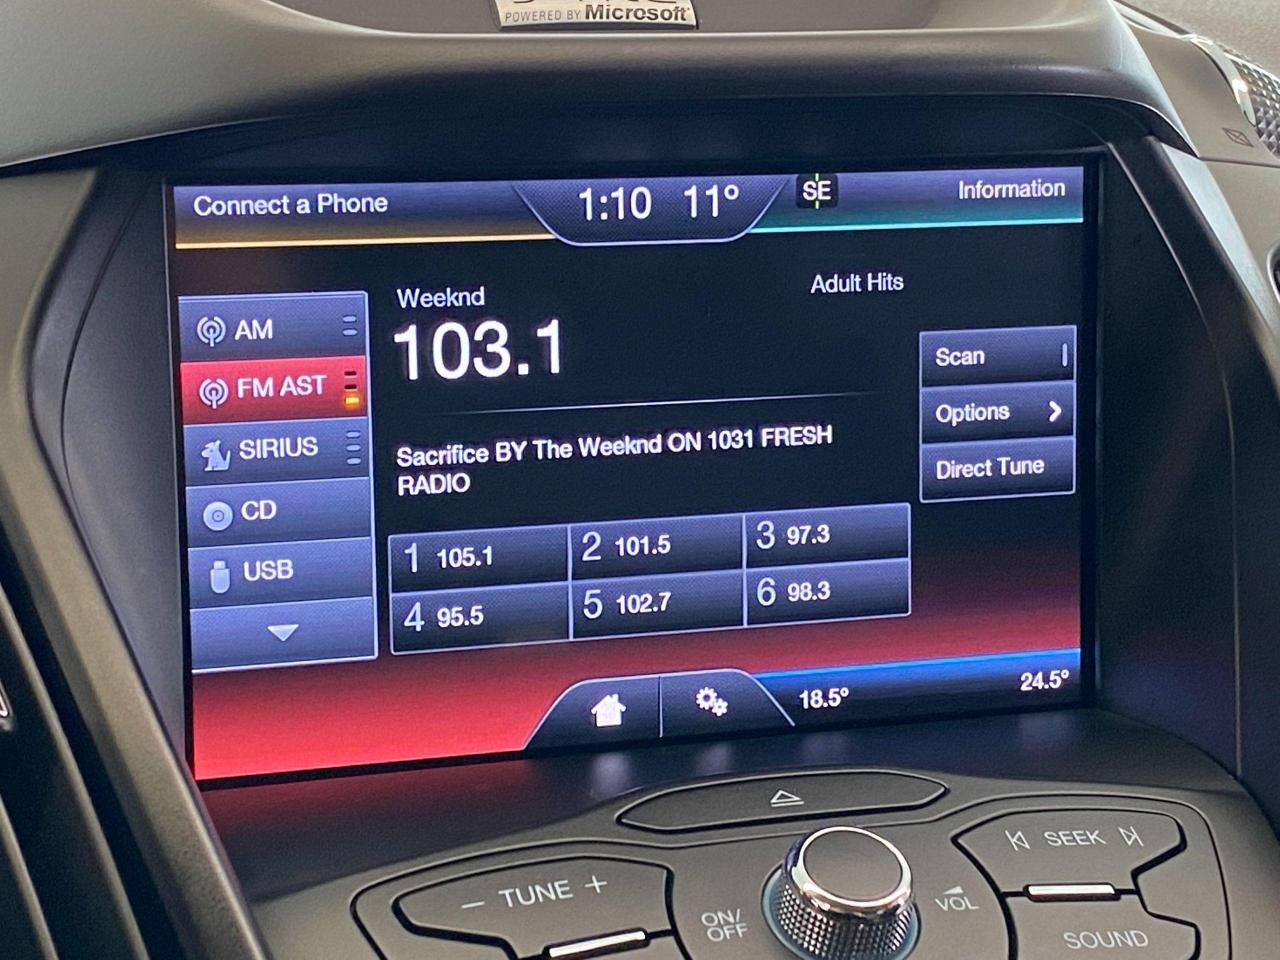 POWERED BY Microsoft
Connect a Phone
1:10 11°
SE
Information
Weeknd
Adult Hits
103.1
AM
FM AST
SIRIUS
CD
USB
Scan
Options
Direct Tune
Sacrifice BY The Weeknd ON 1031 FRESH
RADIO
1 105.1
2 101.5
3 97.3
4 95.5
5 102.7
6 98.3
18.5°
24.5°
SEEK
− TUNE +
ON/
OFF
VOL
SOUND